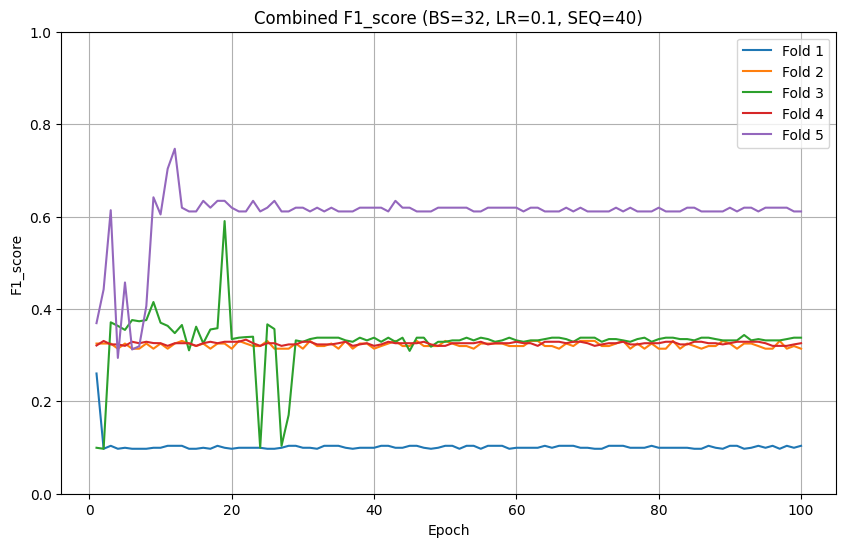 Combined F1_score (BS=32, LR=0.1, SEQ=40)
Fold 1
Fold 2
Fold 3
Fold 4
Fold 5
F1_score
1.0
0.8
0.6
0.4
0.2
0.0
0
20
40
60
80
100
Epoch